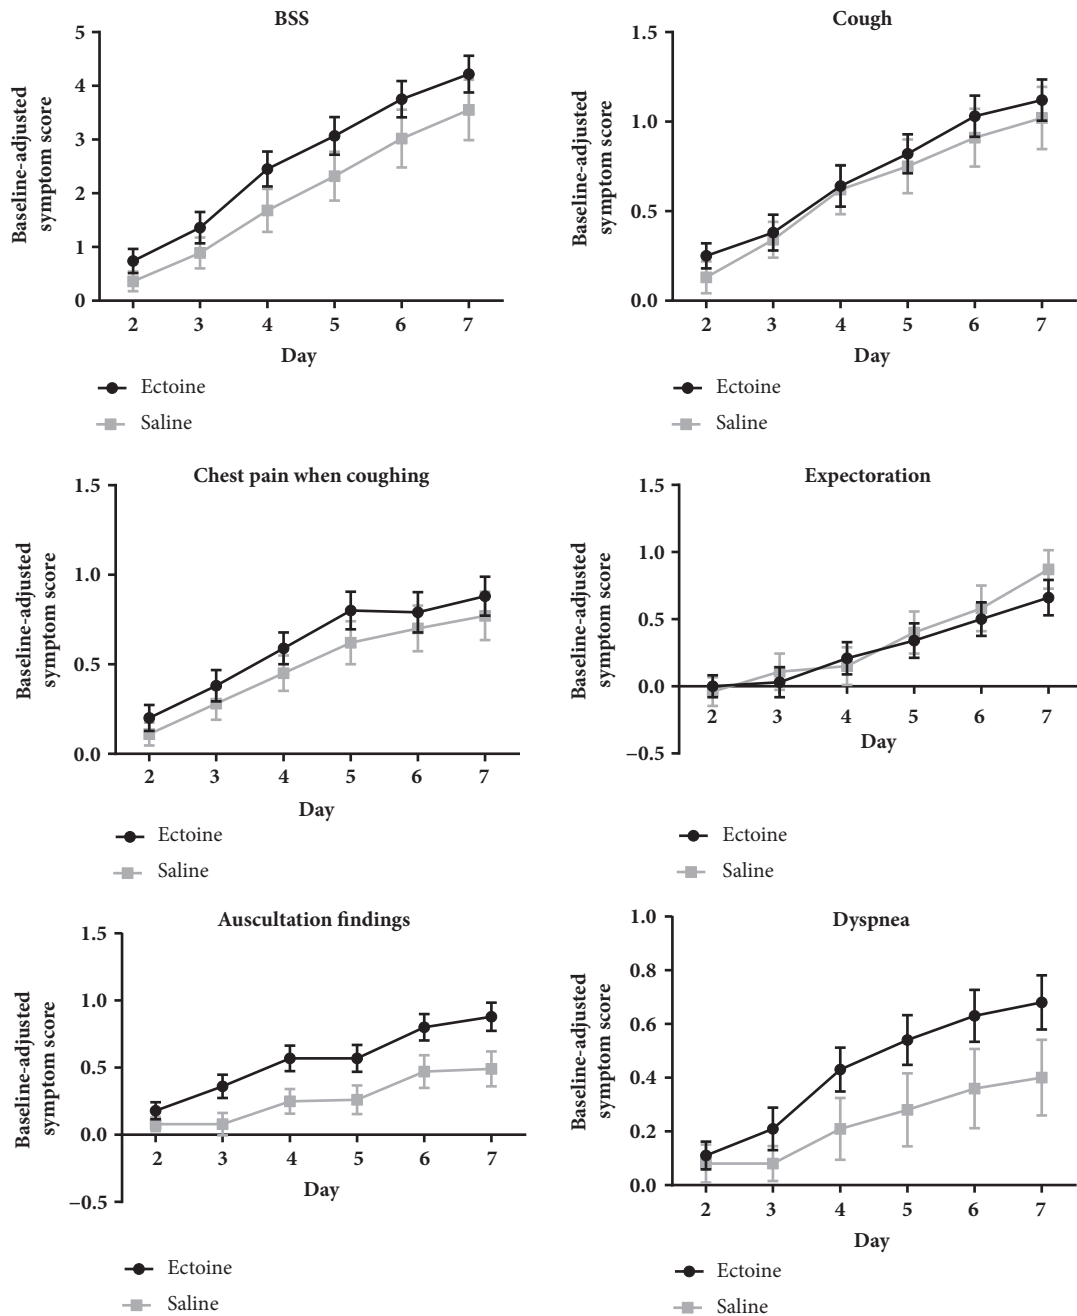 BSS
Baseline-adjusted
symptom score
5
4
3
2
1
0
2 3 4 5 6 7
Day
Ectoine
Saline
Cough
Baseline-adjusted
symptom score
1.5
1.0
0.5
0.0
2 3 4 5 6 7
Day
Ectoine
Saline
Chest pain when coughing
Baseline-adjusted
symptom score
1.5
1.0
0.5
0.0
2 3 4 5 6 7
Day
Ectoine
Saline
Expectoration
Baseline-adjusted
symptom score
1.5
1.0
0.5
0.0
–0.5
2 3 4 5 6 7
Day
Ectoine
Saline
Auscultation findings
Baseline-adjusted
symptom score
1.5
1.0
0.5
0.0
–0.5
2 3 4 5 6 7
Day
Ectoine
Saline
Dyspnea
Baseline-adjusted
symptom score
1.0
0.8
0.6
0.4
0.2
0.0
2 3 4 5 6 7
Day
Ectoine
Saline